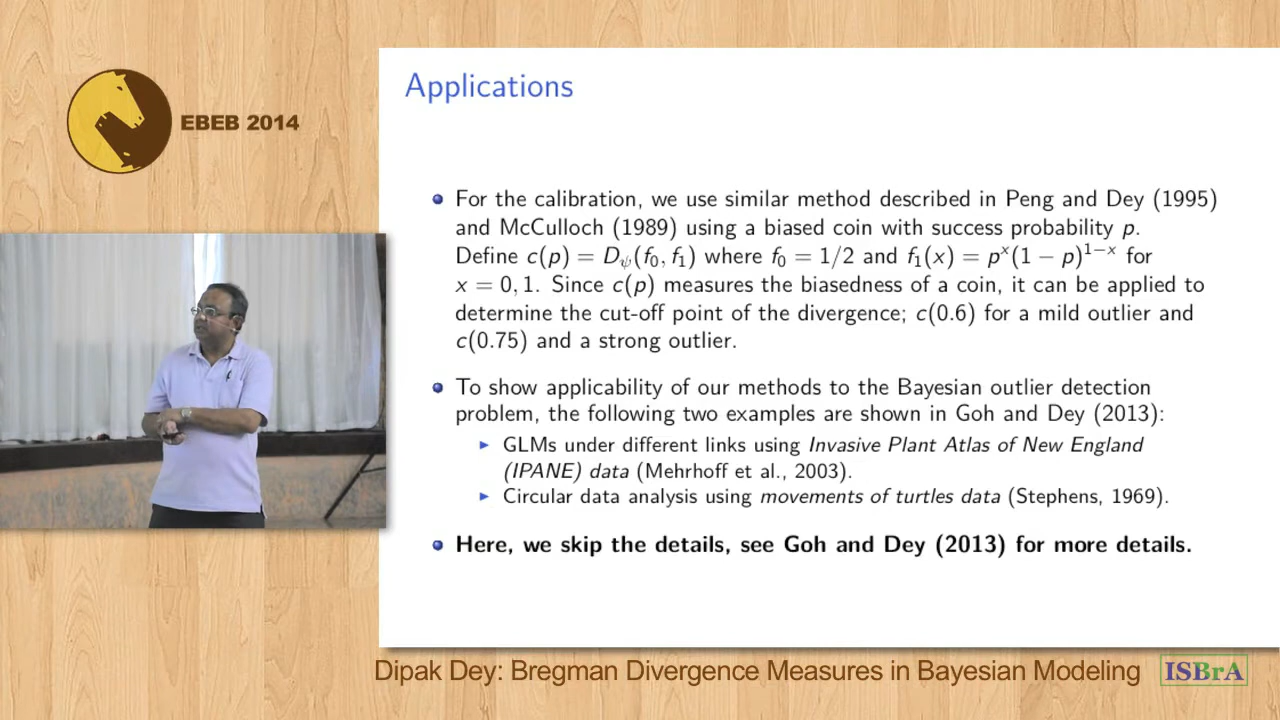 EBEB 2014
Applications
For the calibration, we use similar method described in Peng and Dey (1995)
and McCulloch (1989) using a biased coin with success probability p.
Define c(p) = D_ψ(f₀, f₁) where f₀ = 1/2 and f₁(x) = pˣ(1 − p)¹⁻ˣ for
x = 0, 1. Since c(p) measures the biasedness of a coin, it can be applied to
determine the cut-off point of the divergence; c(0.6) for a mild outlier and
c(0.75) and a strong outlier.
To show applicability of our methods to the Bayesian outlier detection
problem, the following two examples are shown in Goh and Dey (2013):
GLMs under different links using Invasive Plant Atlas of New England
(IPANE) data (Mehrhoff et al., 2003).
Circular data analysis using movements of turtles data (Stephens, 1969).
Here, we skip the details, see Goh and Dey (2013) for more details.
Dipak Dey: Bregman Divergence Measures in Bayesian Modeling
ISBrA